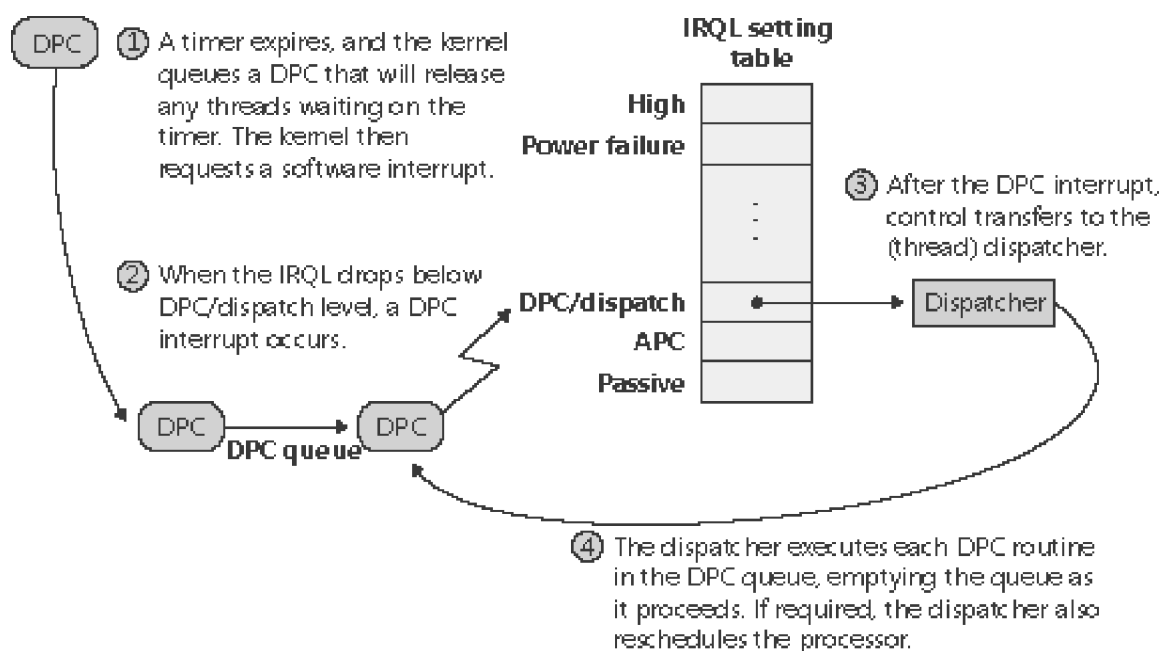 DPC
1 A timer expires, and the kernel
queues a DPC that will release
any threads waiting on the
timer. The kernel then
requests a software interrupt.
2 When the IRQL drops below
DPC/dispatch level, a DPC
interrupt occurs.
DPC
DPC queue
DPC
IRQL setting
table
High
Power failure
DPC/dispatch
APC
Passive
3 After the DPC interrupt,
control transfers to the
(thread) dispatcher.
Dispatcher
4 The dispatcher executes each DPC routine
in the DPC queue, emptying the queue as
it proceeds. If required, the dispatcher also
reschedules the processor.